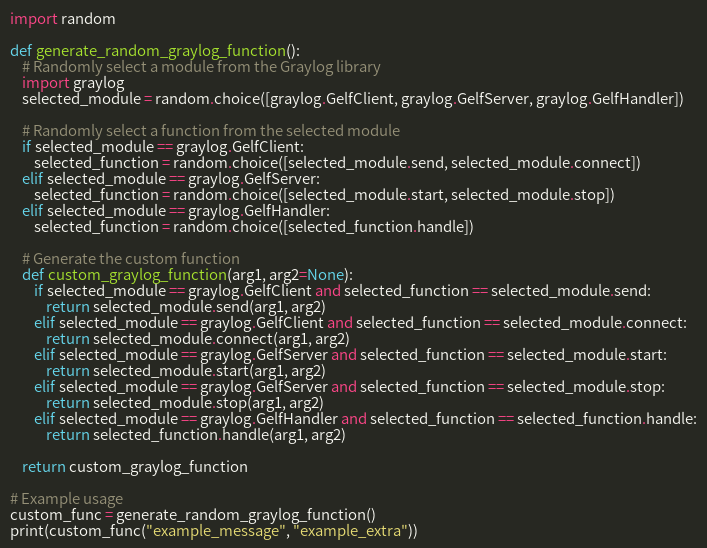 import random

def generate_random_graylog_function():
    # Randomly select a module from the Graylog library
    import graylog
    selected_module = random.choice([graylog.GelfClient, graylog.GelfServer, graylog.GelfHandler])

    # Randomly select a function from the selected module
    if selected_module == graylog.GelfClient:
        selected_function = random.choice([selected_module.send, selected_module.connect])
    elif selected_module == graylog.GelfServer:
        selected_function = random.choice([selected_module.start, selected_module.stop])
    elif selected_module == graylog.GelfHandler:
        selected_function = random.choice([selected_function.handle])

    # Generate the custom function
    def custom_graylog_function(arg1, arg2=None):
        if selected_module == graylog.GelfClient and selected_function == selected_module.send:
            return selected_module.send(arg1, arg2)
        elif selected_module == graylog.GelfClient and selected_function == selected_module.connect:
            return selected_module.connect(arg1, arg2)
        elif selected_module == graylog.GelfServer and selected_function == selected_module.start:
            return selected_module.start(arg1, arg2)
        elif selected_module == graylog.GelfServer and selected_function == selected_module.stop:
            return selected_module.stop(arg1, arg2)
        elif selected_module == graylog.GelfHandler and selected_function == selected_function.handle:
            return selected_function.handle(arg1, arg2)

    return custom_graylog_function

# Example usage
custom_func = generate_random_graylog_function()
print(custom_func("example_message", "example_extra"))